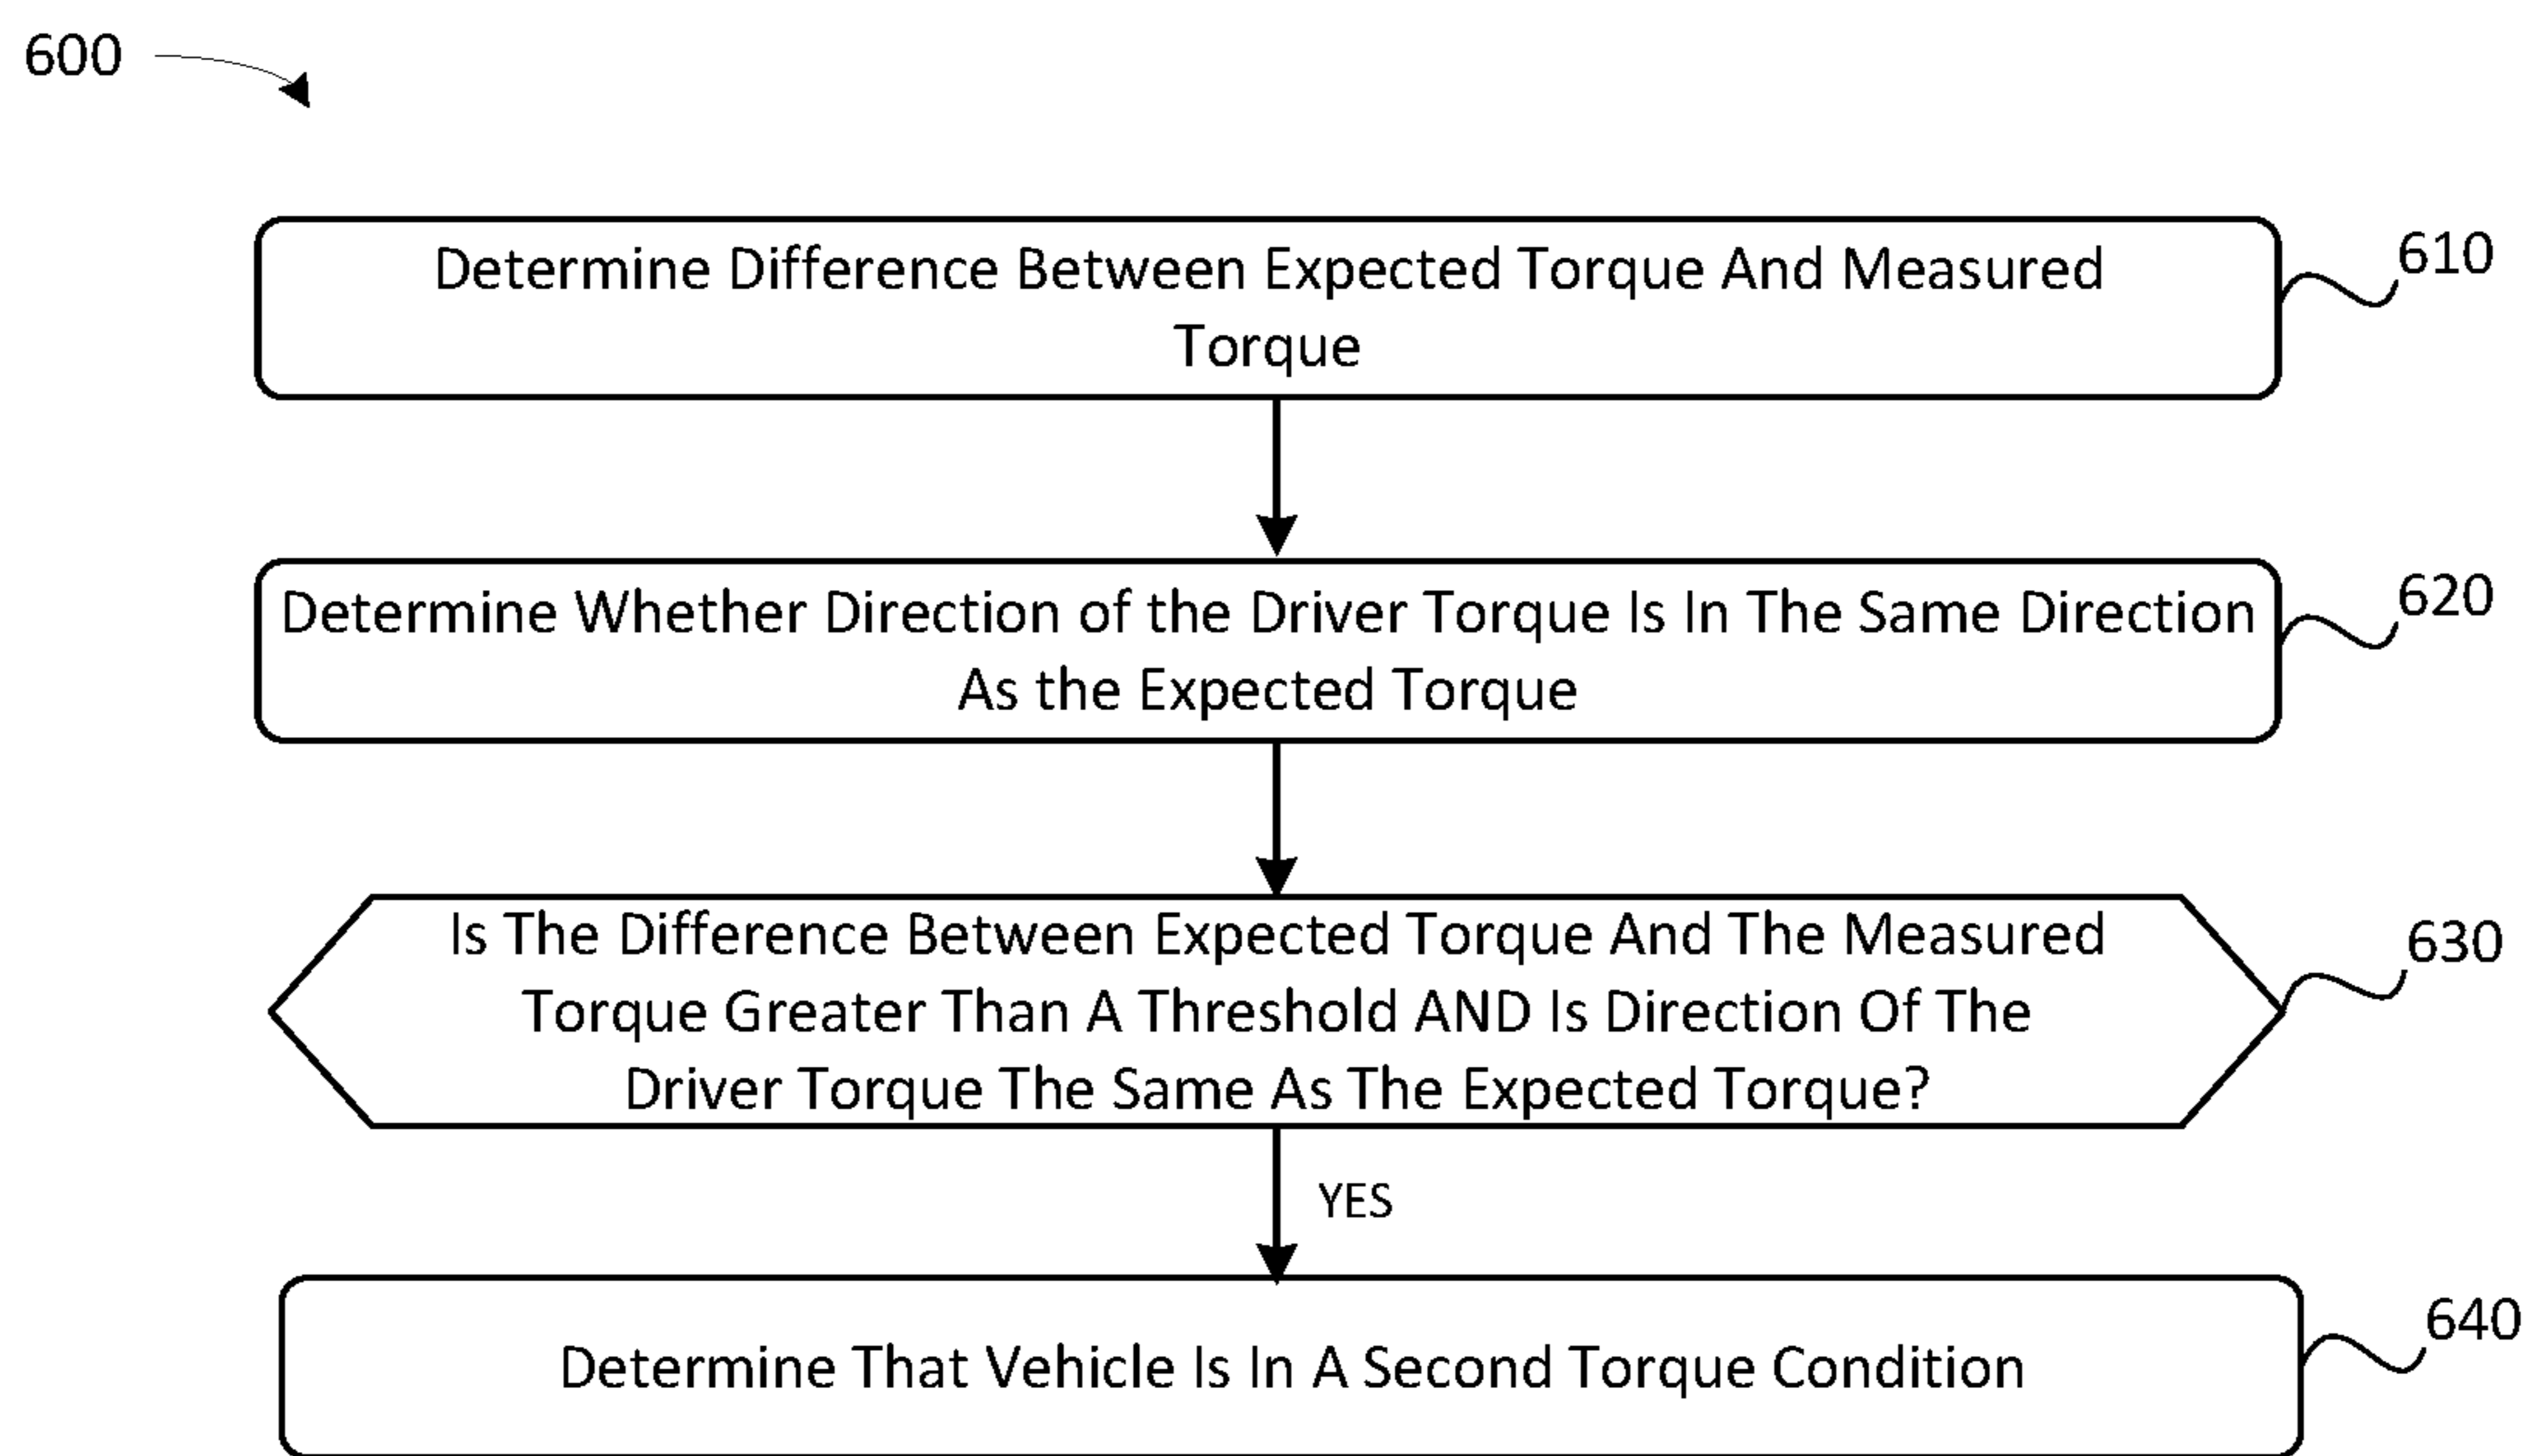 600
Determine Difference Between Expected Torque And Measured
Torque
610
Determine Whether Direction of the Driver Torque Is In The Same Direction
As the Expected Torque
620
Is The Difference Between Expected Torque And The Measured
Torque Greater Than A Threshold AND Is Direction Of The
Driver Torque The Same As The Expected Torque?
630
YES
Determine That Vehicle Is In A Second Torque Condition
640